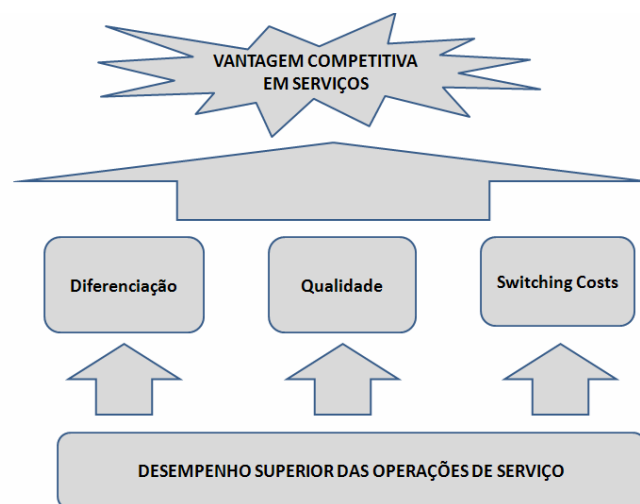 VANTAGEM COMPETITIVA
EM SERVIÇOS
Diferenciação
Qualidade
Switching Costs
DESEMPENHO SUPERIOR DAS OPERAÇÕES DE SERVIÇO